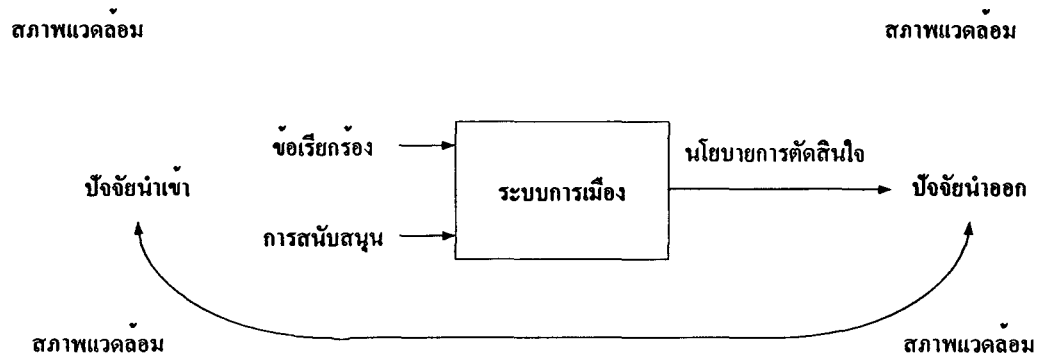 สภาพแวดล้อม สภาพแวดล้อม
ข้อเรียกร้อง
นโยบายการตัดสินใจ
ปัจจัยนำเข้า ระบบการเมือง ปัจจัยนำออก
การสนับสนุน
สภาพแวดล้อม สภาพแวดล้อม